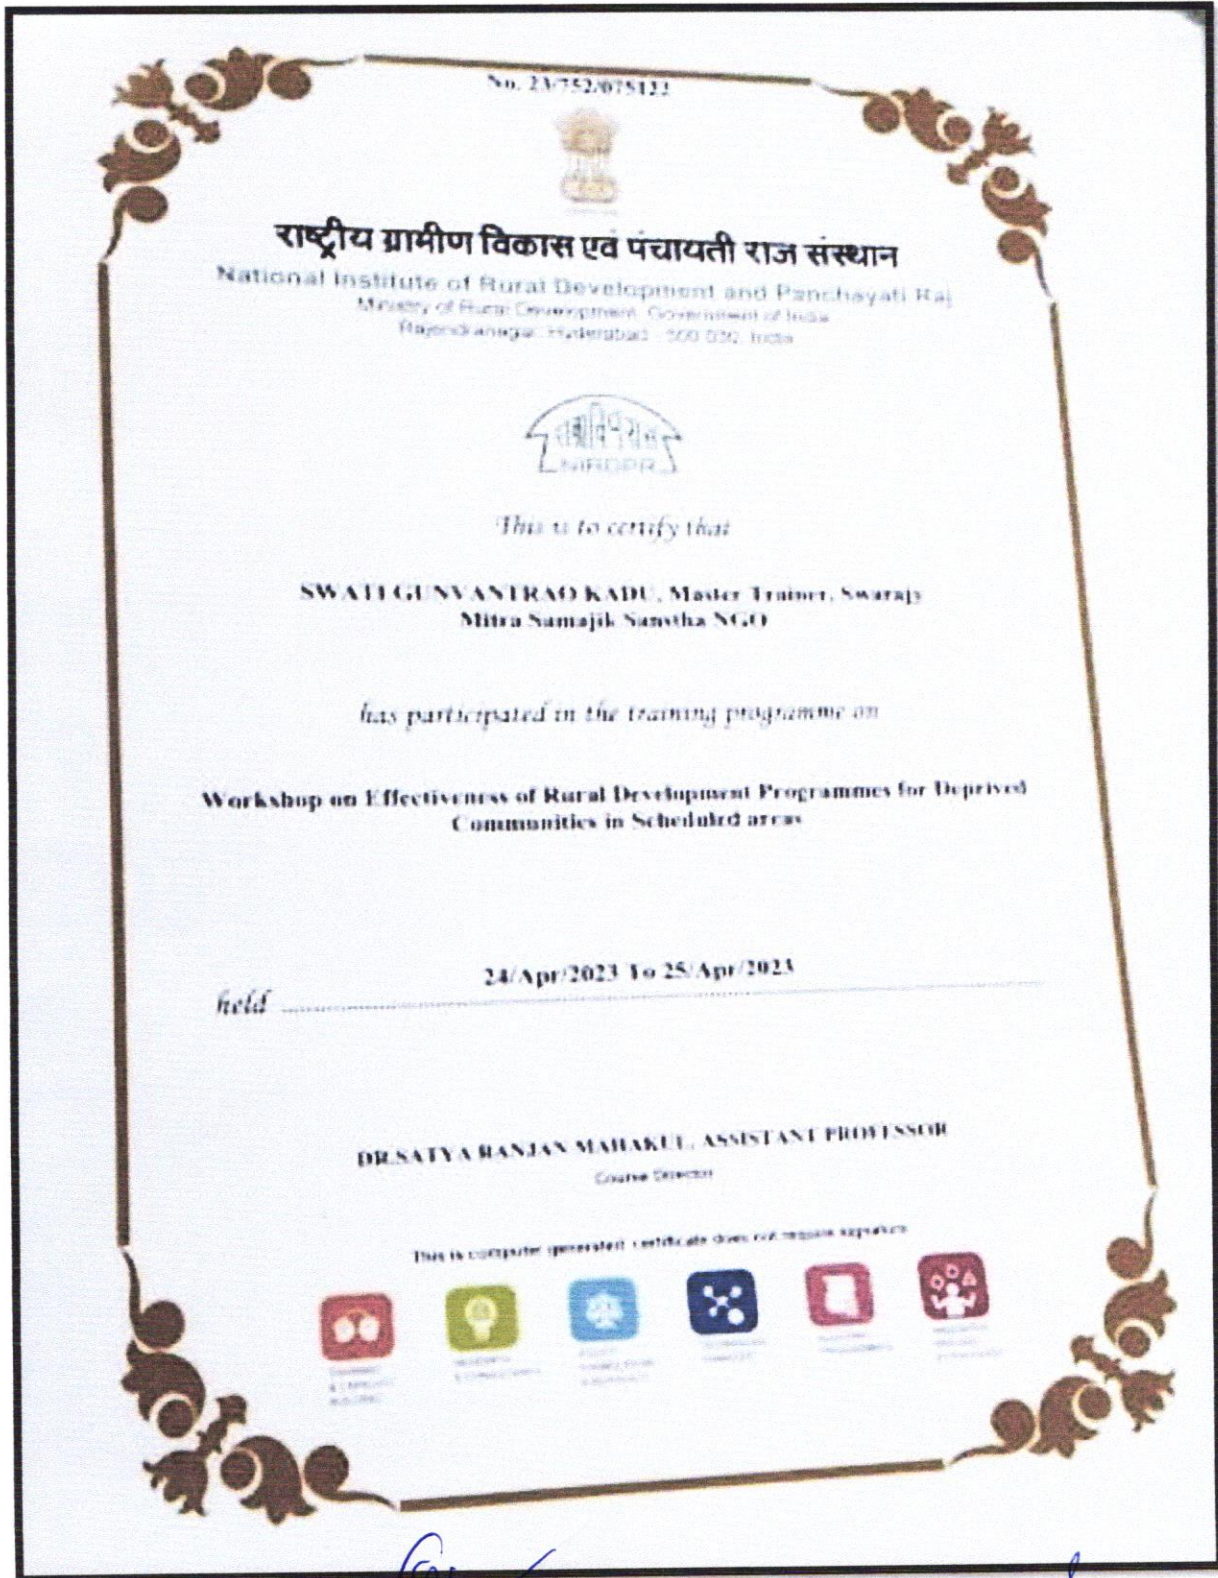 No. 23/752/075122
राष्ट्रीय ग्रामीण विकास एवं पंचायती राज संस्थान
National Institute of Rural Development and Panchayati Raj
Ministry of Rural Development, Government of India
Rajendranagar, Hyderabad - 500 030, India
NIRDPR
This is to certify that
SWATI GUNVANTRAO KADU, Master Trainer, Swarajy
Mitra Samajik Sanstha NGO
has participated in the training programme on
Workshop on Effectiveness of Rural Development Programmes for Deprived
Communities in Scheduled areas
24/Apr/2023 To 25/Apr/2023
held
DR.SATYA RANJAN MAHAKUL, ASSISTANT PROFESSOR
Course Director
This is computer generated certificate does not require signature